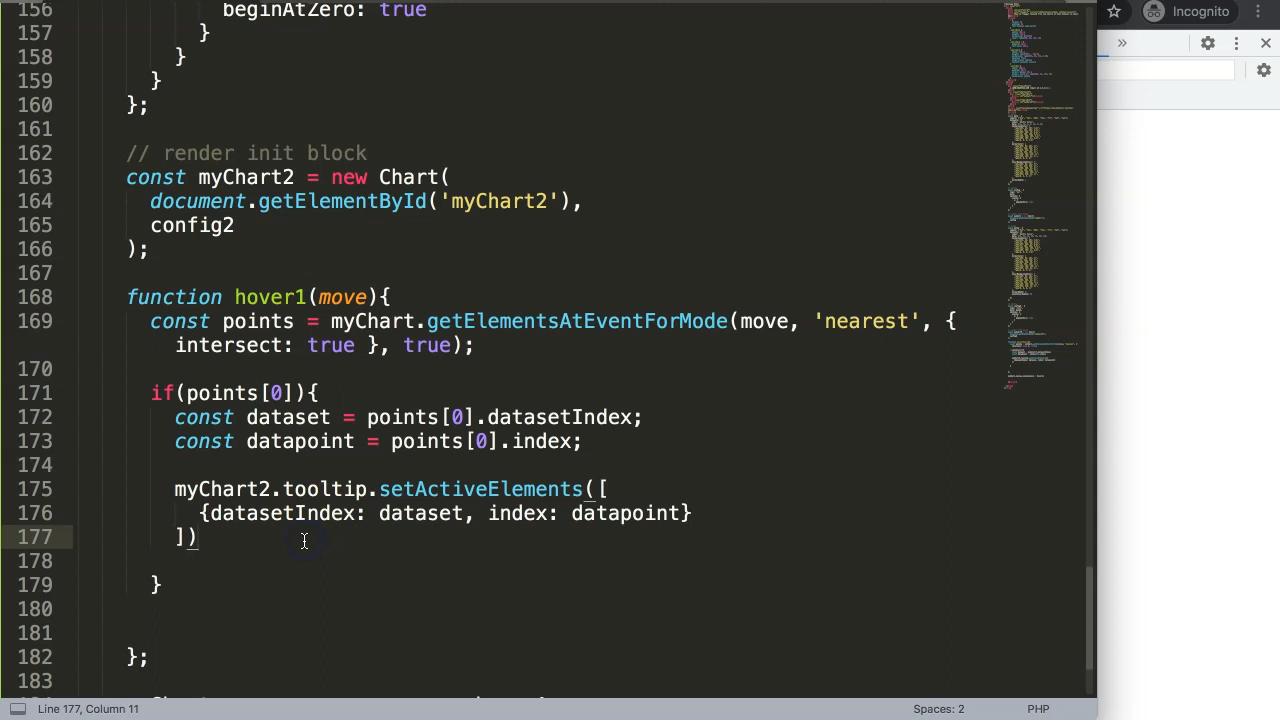 Incognito
156 beginAtZero: true
157 }
158 }
159 }
160 };
161
162 // render init block
163 const myChart2 = new Chart(
164 document.getElementById('myChart2'),
165 config2
166 );
167
168 function hover1(move){
169 const points = myChart.getElementsAtEventForMode(move, 'nearest', {
intersect: true }, true);
170
171 if(points[0]){
172 const dataset = points[0].datasetIndex;
173 const datapoint = points[0].index;
174
175 myChart2.tooltip.setActiveElements([
176 {datasetIndex: dataset, index: datapoint}
177 ])
178
179 }
180
181
182 };
183
Line 177, Column 11
Spaces: 2
PHP